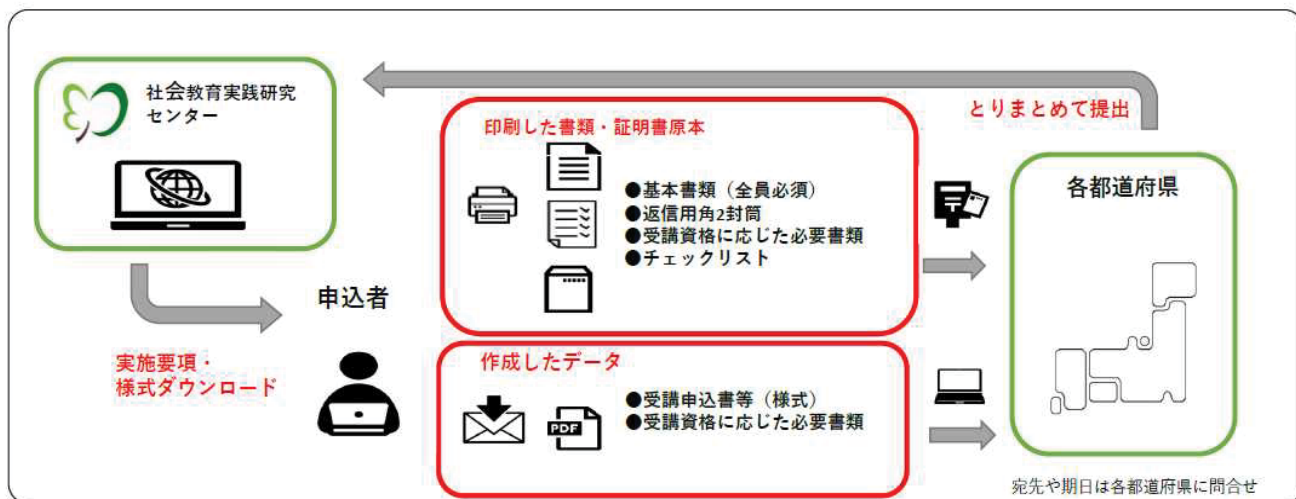 社会教育実践研究
センター
とりまとめて提出
印刷した書類・証明書原本
●基本書類（全員必須）
●返信用角2封筒
●受講資格に応じた必要書類
●チェックリスト
各都道府県
申込者
実施要項・
様式ダウンロード
作成したデータ
●受講申込書等（様式）
●受講資格に応じた必要書類
PDF
宛先や期日は各都道府県に問合せ